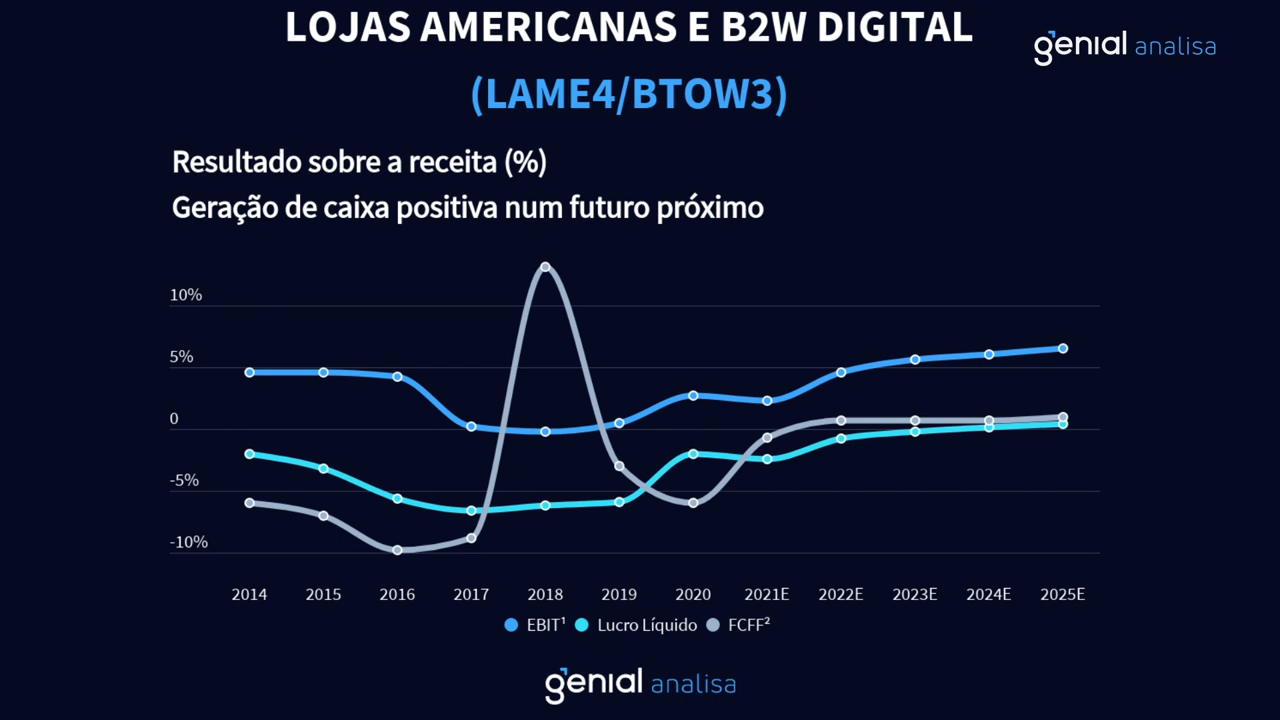 LOJAS AMERICANAS E B2W DIGITAL
genial analisa
(LAME4/BTOW3)
Resultado sobre a receita (%)
Geração de caixa positiva num futuro próximo
10%
5%
0
-5%
-10%
2014 2015 2016 2017 2018 2019 2020 2021E 2022E 2023E 2024E 2025E
EBIT¹ Lucro Líquido FCFF²
genial analisa